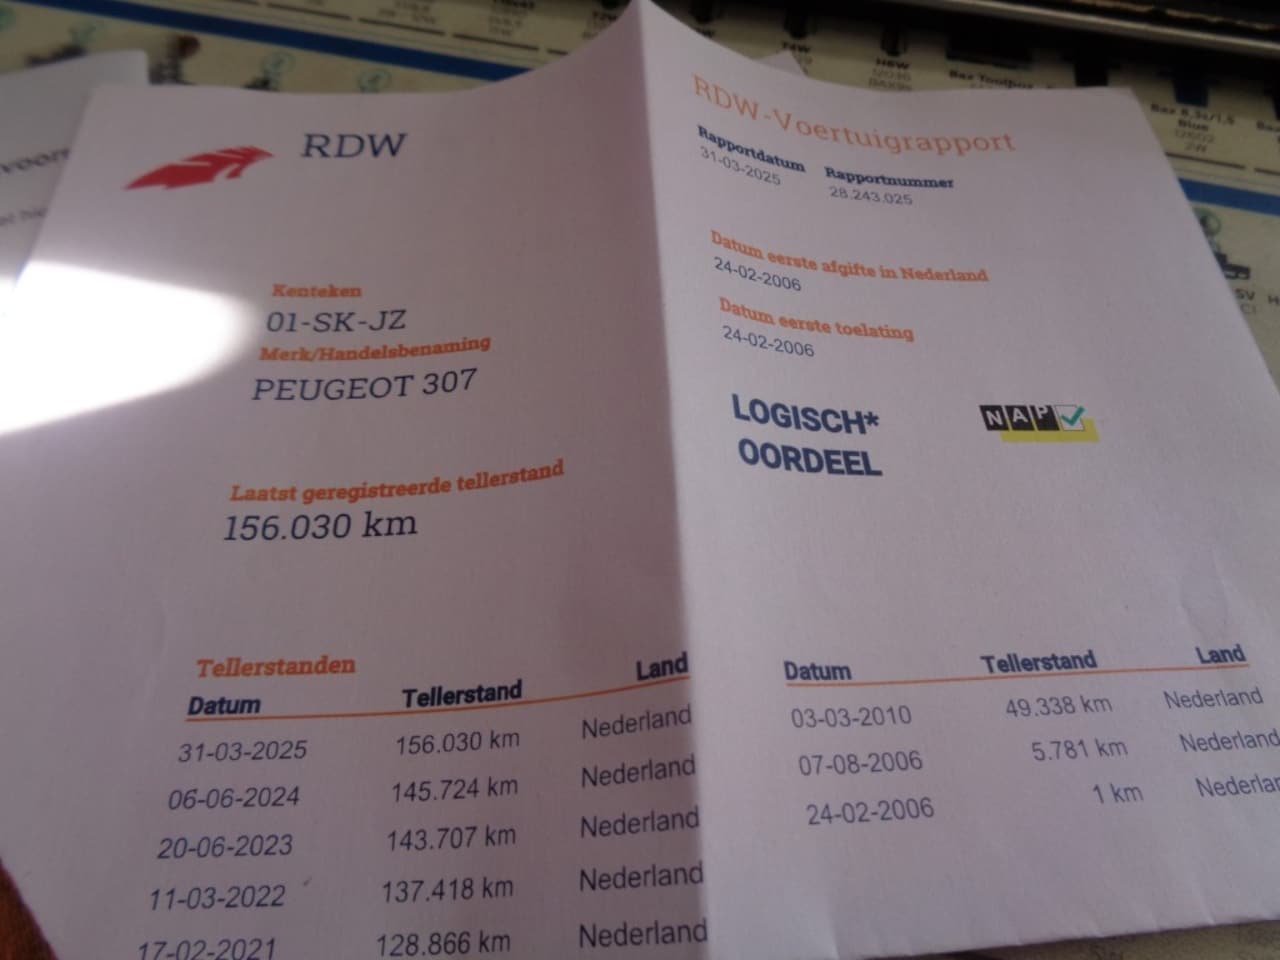 RDW
Kenteken
01-SK-JZ
Merk/Handelsbenaming
PEUGEOT 307
Laatst geregistreerde tellerstand
156.030 km
Tellerstanden
Datum Tellerstand Land
31-03-2025 156.030 km Nederland
06-06-2024 145.724 km Nederland
20-06-2023 143.707 km Nederland
11-03-2022 137.418 km Nederland
17-02-2021 128.866 km Nederland
RDW-Voertuigrapport
Rapportdatum Rapportnummer
31-03-2025 28.243.025
Datum eerste afgifte in Nederland
24-02-2006
Datum eerste toelating
24-02-2006
LOGISCH*
OORDEEL
NAP
Datum Tellerstand Land
03-03-2010 49.338 km Nederland
07-08-2006 5.781 km Nederland
24-02-2006 1 km Nederlan